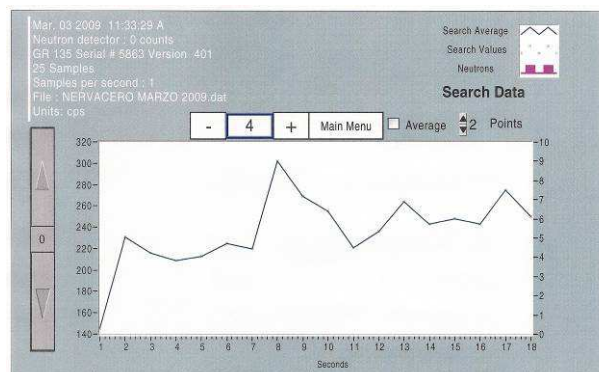 Mar. 03 2009 11:33:29 A
Neutron detector : 0 counts
GR 135 Serial # 5863 Version 401
25 Samples
Samples per second : 1
File : NERVACERO MARZO 2009.dat
Units: cps
Search Average
Search Values
Neutrons
Search Data
- 4 + Main Menu Average 2 Points
320
300
280
260
240
220
200
180
160
140
0
10
9
8
7
6
5
4
3
2
1
0
1 2 3 4 5 6 7 8 9 10 11 12 13 14 15 16 17 18
Seconds